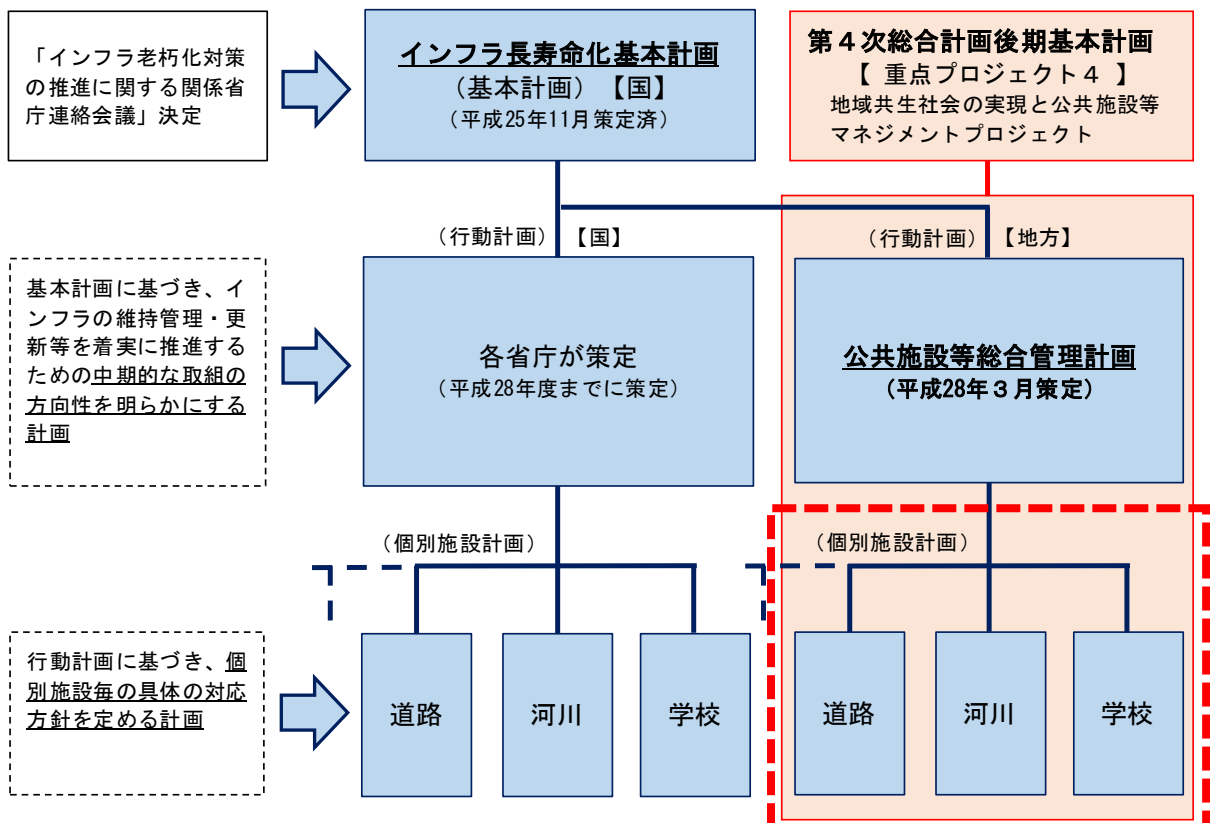 「インフラ老朽化対策
の推進に関する関係省
庁連絡会議」決定
インフラ長寿命化基本計画
（基本計画）【国】
（平成25年11月策定済）
第４次総合計画後期基本計画
【 重点プロジェクト４ 】
地域共生社会の実現と公共施設等
マネジメントプロジェクト
（行動計画）【国】
（行動計画）【地方】
基本計画に基づき、イ
ンフラの維持管理・更
新等を着実に推進する
ための中期的な取組の
方向性を明らかにする
計画
各省庁が策定
（平成28年度までに策定）
公共施設等総合管理計画
（平成28年３月策定）
（個別施設計画）
（個別施設計画）
行動計画に基づき、個
別施設毎の具体の対応
方針を定める計画
道路
河川
学校
道路
河川
学校